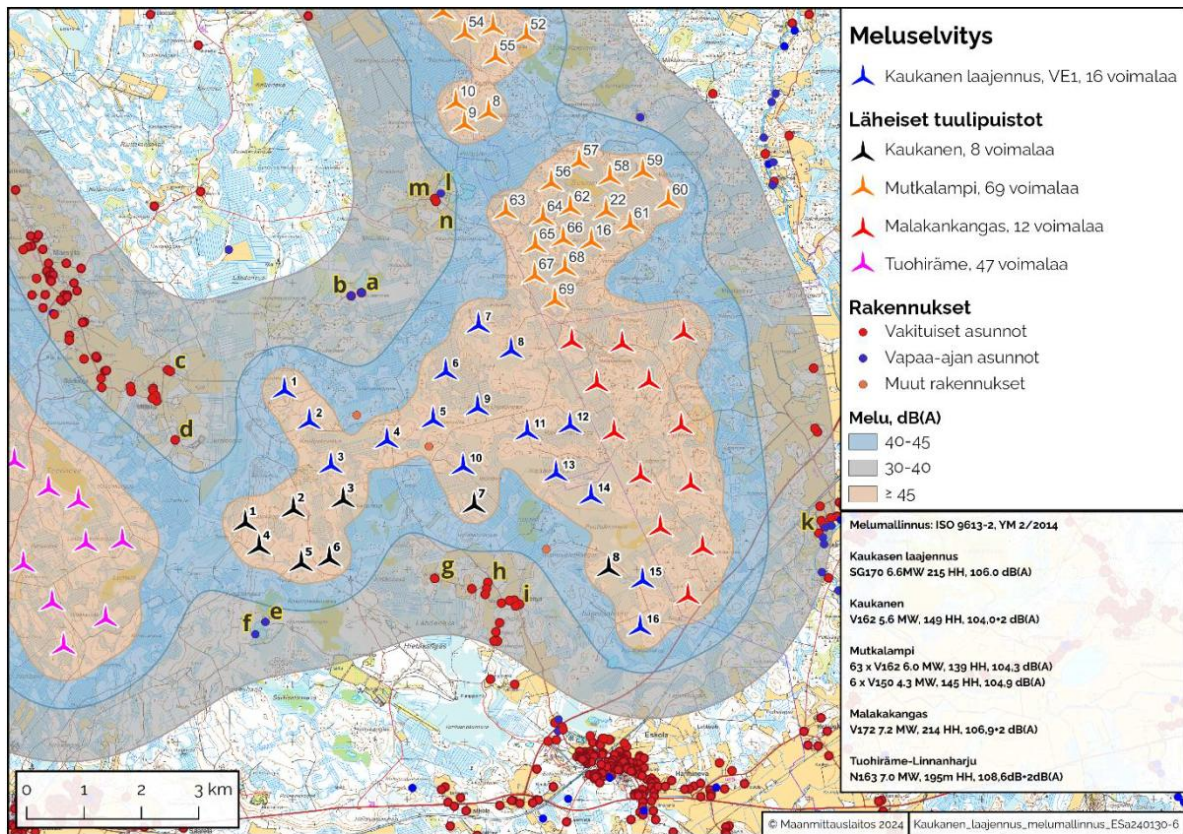 Meluselvitys
Kaukanen laajennus, VE1, 16 voimalaa
Läheiset tuulipuistot
Kaukanen, 8 voimalaa
Mutkalampi, 69 voimalaa
Malakankangas, 12 voimalaa
Tuohiräme, 47 voimalaa
Rakennukset
Vakituiset asunnot
Vapaa-ajan asunnot
Muut rakennukset
Melu, dB(A)
40-45
30-40
≥ 45
Melumallinnus: ISO 9613-2, YM 2/2014
Kaukasen laajennus
SG170 6.6MW 215 HH, 106.0 dB(A)
Kaukanen
V162 5.6 MW, 149 HH, 104,0+2 dB(A)
Mutkalampi
63 x V162 6.0 MW, 139 HH, 104,3 dB(A)
6 x V150 4.3 MW, 145 HH, 104,9 dB(A)
Malakakangas
V172 7.2 MW, 214 HH, 106,9+2 dB(A)
Tuohiräme-Linnanharju
N163 7.0 MW, 195m HH, 108,6dB+2dB(A)
54
52
55
10
8
9
57
58
59
56
60
63
62
22
64
61
65
66
16
67
68
69
m
l
n
b
a
c
d
7
8
6
1
2
9
5
4
11
12
3
10
13
14
1
2
3
7
4
5
6
8
15
16
k
g
h
i
e
f
Eskola
0
1
2
3 km
© Maanmittauslaitos 2024
Kaukanen_laajennus_melumallinnus_ESa240130-6